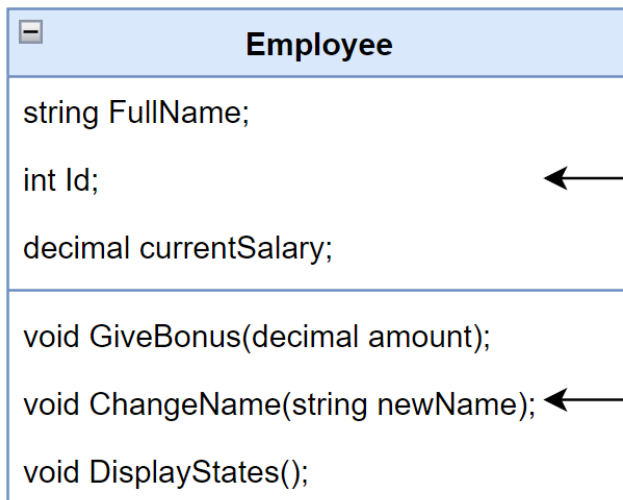 Employee
string FullName;
int Id;
decimal currentSalary;
void GiveBonus(decimal amount);
void ChangeName(string newName);
void DisplayStates();